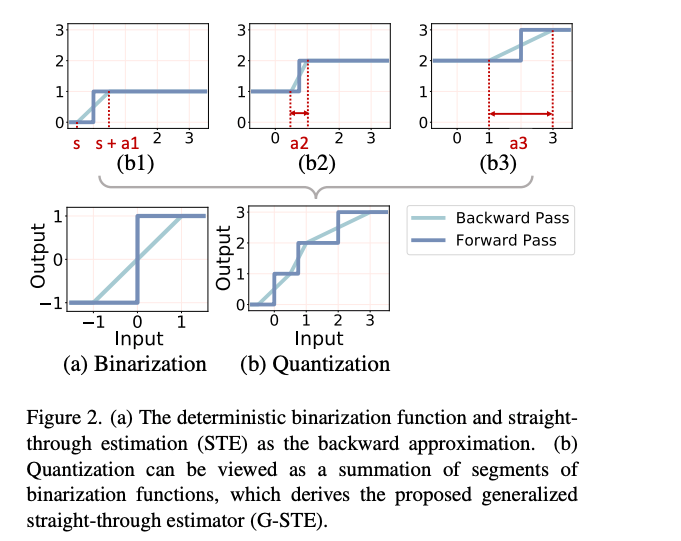 3
2
1
0
s
s + a1
2
3
(b1)
3
2
1
0
0
a2
2
3
(b2)
3
2
1
0
0
1
a3
3
(b3)
Output
1
0
−1
−1
0
1
Input
(a) Binarization
Output
3
2
1
0
0
1
2
3
Input
(b) Quantization
Backward Pass
Forward Pass
Figure 2. (a) The deterministic binarization function and straight-
through estimation (STE) as the backward approximation. (b)
Quantization can be viewed as a summation of segments of
binarization functions, which derives the proposed generalized
straight-through estimator (G-STE).